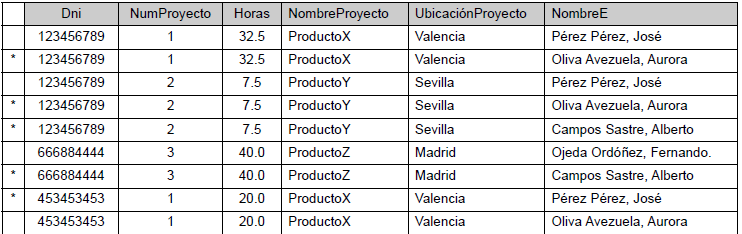 Dni NumProyecto Horas NombreProyecto UbicaciónProyecto NombreE
123456789 1 32.5 ProductoX Valencia Pérez Pérez, José
* 123456789 1 32.5 ProductoX Valencia Oliva Avezuela, Aurora
123456789 2 7.5 ProductoY Sevilla Pérez Pérez, José
* 123456789 2 7.5 ProductoY Sevilla Oliva Avezuela, Aurora
* 123456789 2 7.5 ProductoY Sevilla Campos Sastre, Alberto
666884444 3 40.0 ProductoZ Madrid Ojeda Ordóñez, Fernando.
* 666884444 3 40.0 ProductoZ Madrid Campos Sastre, Alberto
* 453453453 1 20.0 ProductoX Valencia Pérez Pérez, José
453453453 1 20.0 ProductoX Valencia Oliva Avezuela, Aurora